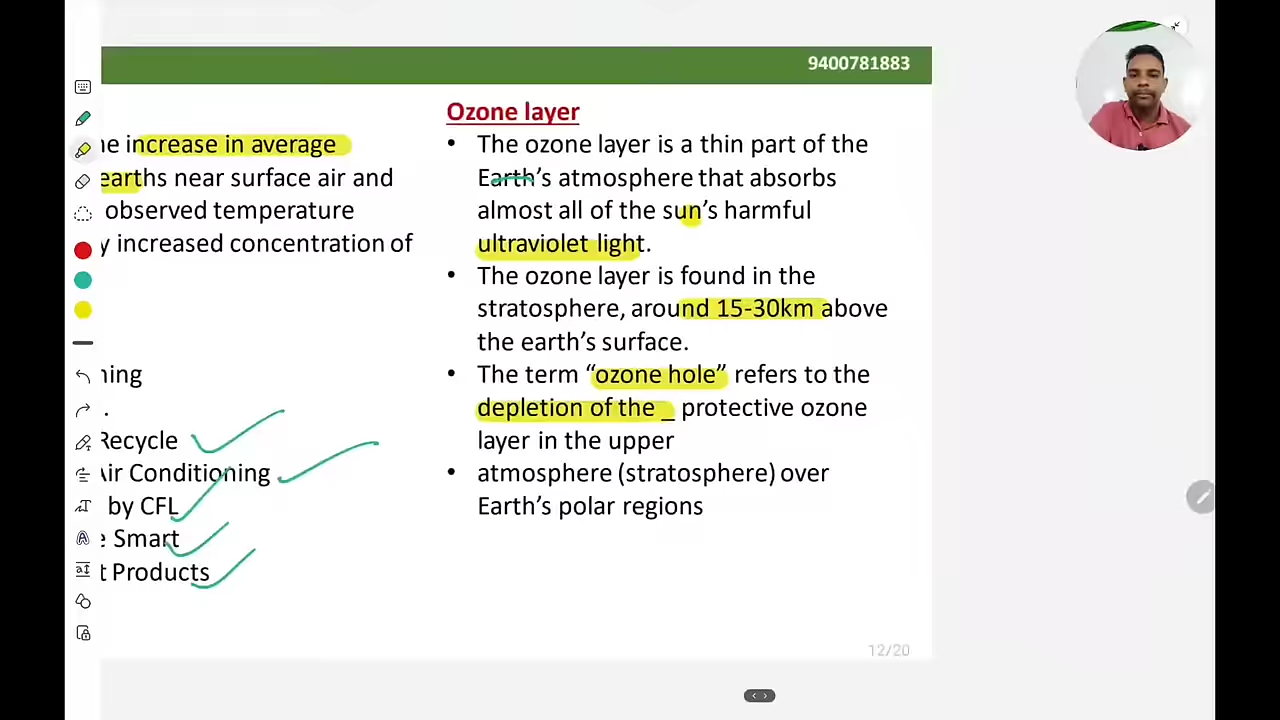 9400781883
ne increase in average
earths near surface air and
observed temperature
y increased concentration of
ning
.
Recycle
Air Conditioning
by CFL
e Smart
t Products
Ozone layer
• The ozone layer is a thin part of the
Earth’s atmosphere that absorbs
almost all of the sun’s harmful
ultraviolet light.
• The ozone layer is found in the
stratosphere, around 15-30km above
the earth’s surface.
• The term “ozone hole” refers to the
depletion of the _ protective ozone
layer in the upper
• atmosphere (stratosphere) over
Earth’s polar regions
12/20